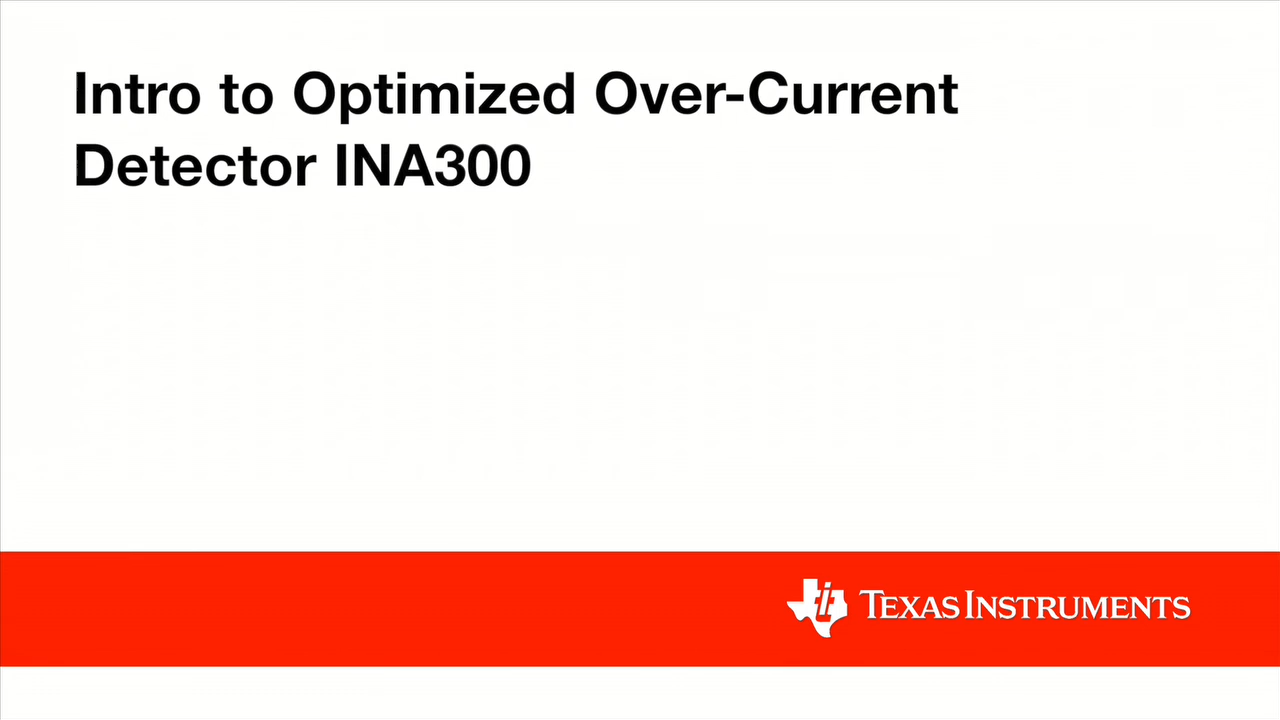 Intro to Optimized Over-Current
Detector INA300
TEXAS INSTRUMENTS